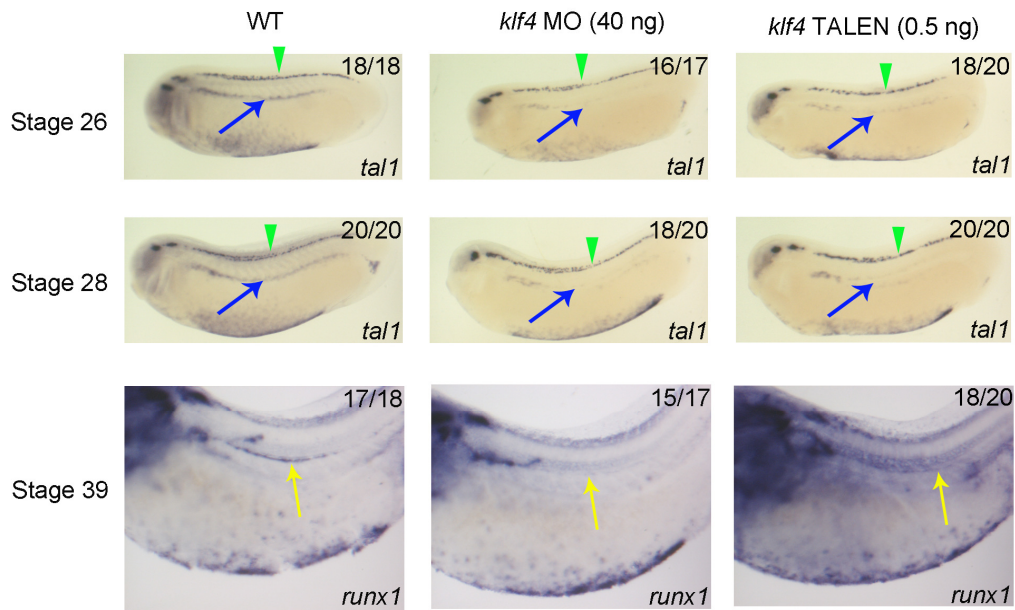 WT
klf4 MO (40 ng)
klf4 TALEN (0.5 ng)
Stage 26
18/18
tal1
16/17
tal1
18/20
tal1
Stage 28
20/20
tal1
18/20
tal1
20/20
tal1
Stage 39
17/18
runx1
15/17
runx1
18/20
runx1